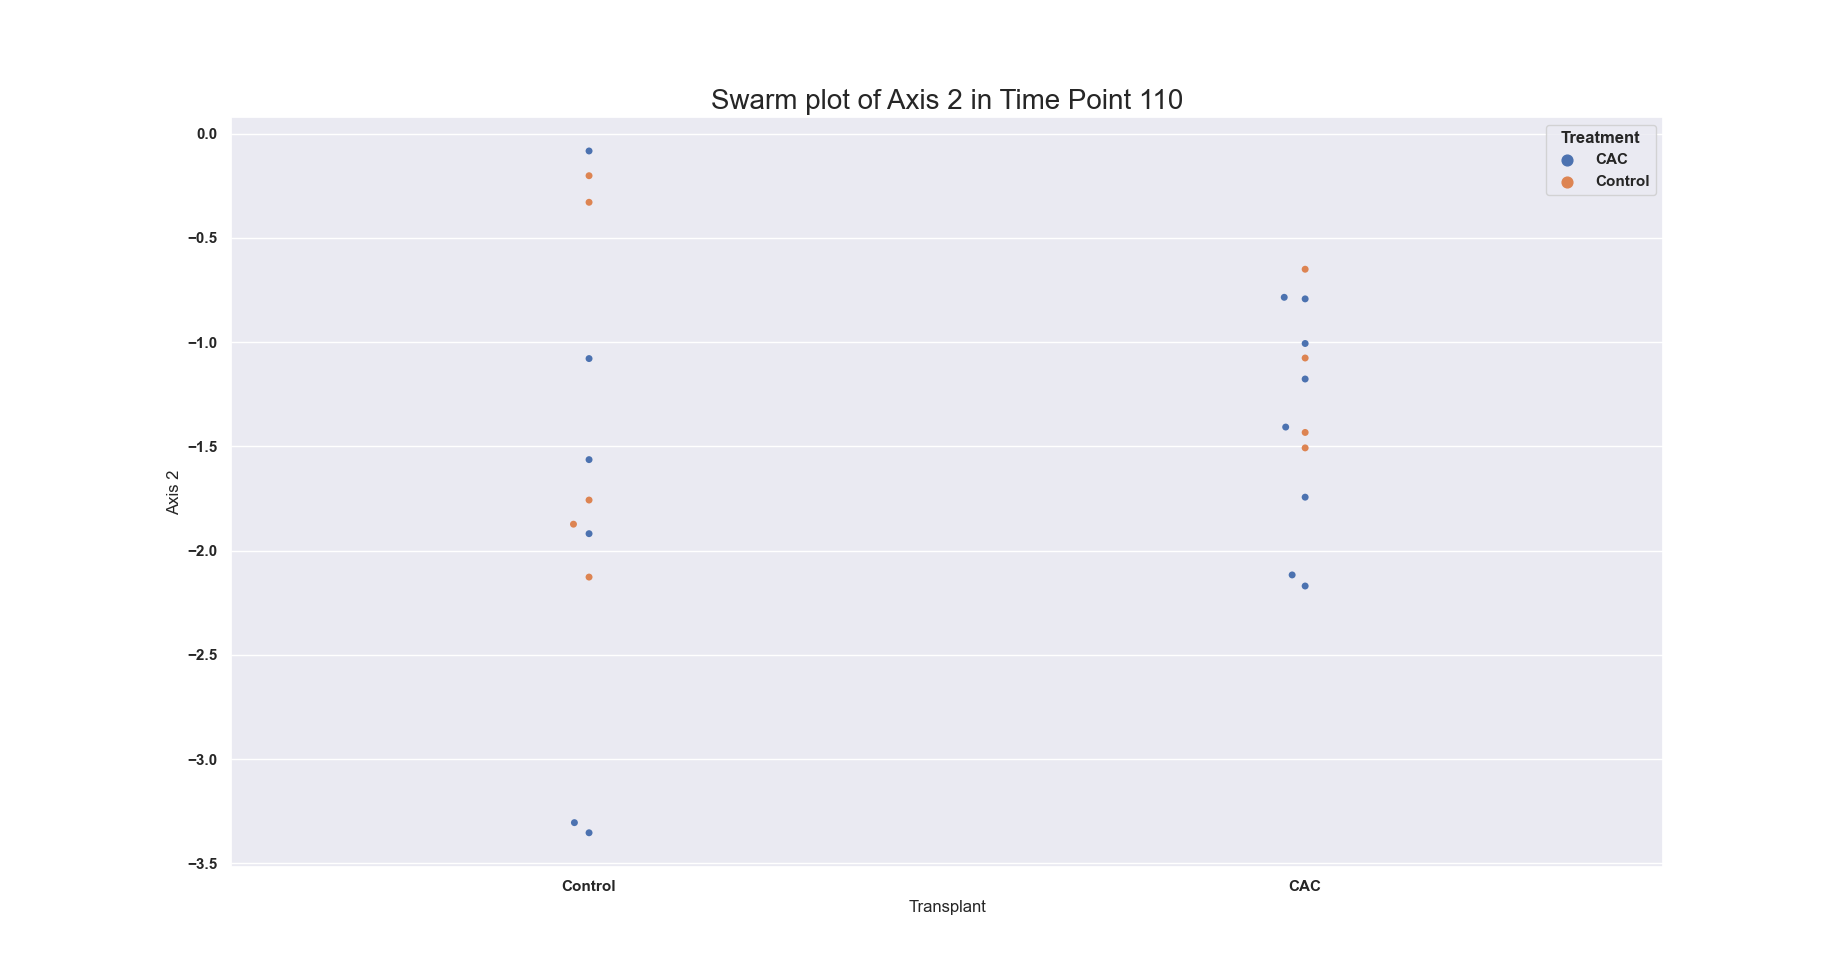 Swarm plot of Axis 2 in Time Point 110
Treatment
CAC
Control
0.0
−0.5
−1.0
−1.5
−2.0
−2.5
−3.0
−3.5
Axis 2
Control
CAC
Transplant